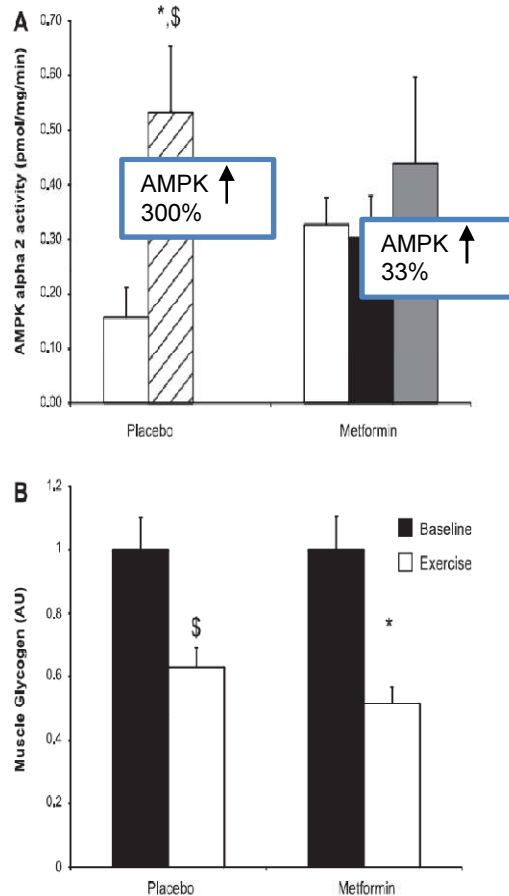 A
*,$
AMPK alpha 2 activity (pmol/mg/min)
0.70
0.60
0.50
0.40
0.30
0.20
0.10
0.00
AMPK
300%
AMPK
33%
Placebo
Metformin
B
Muscle Glycogen (AU)
1.2
1
0.8
0.6
0.4
0.2
0
Baseline
Exercise
$
*
Placebo
Metformin